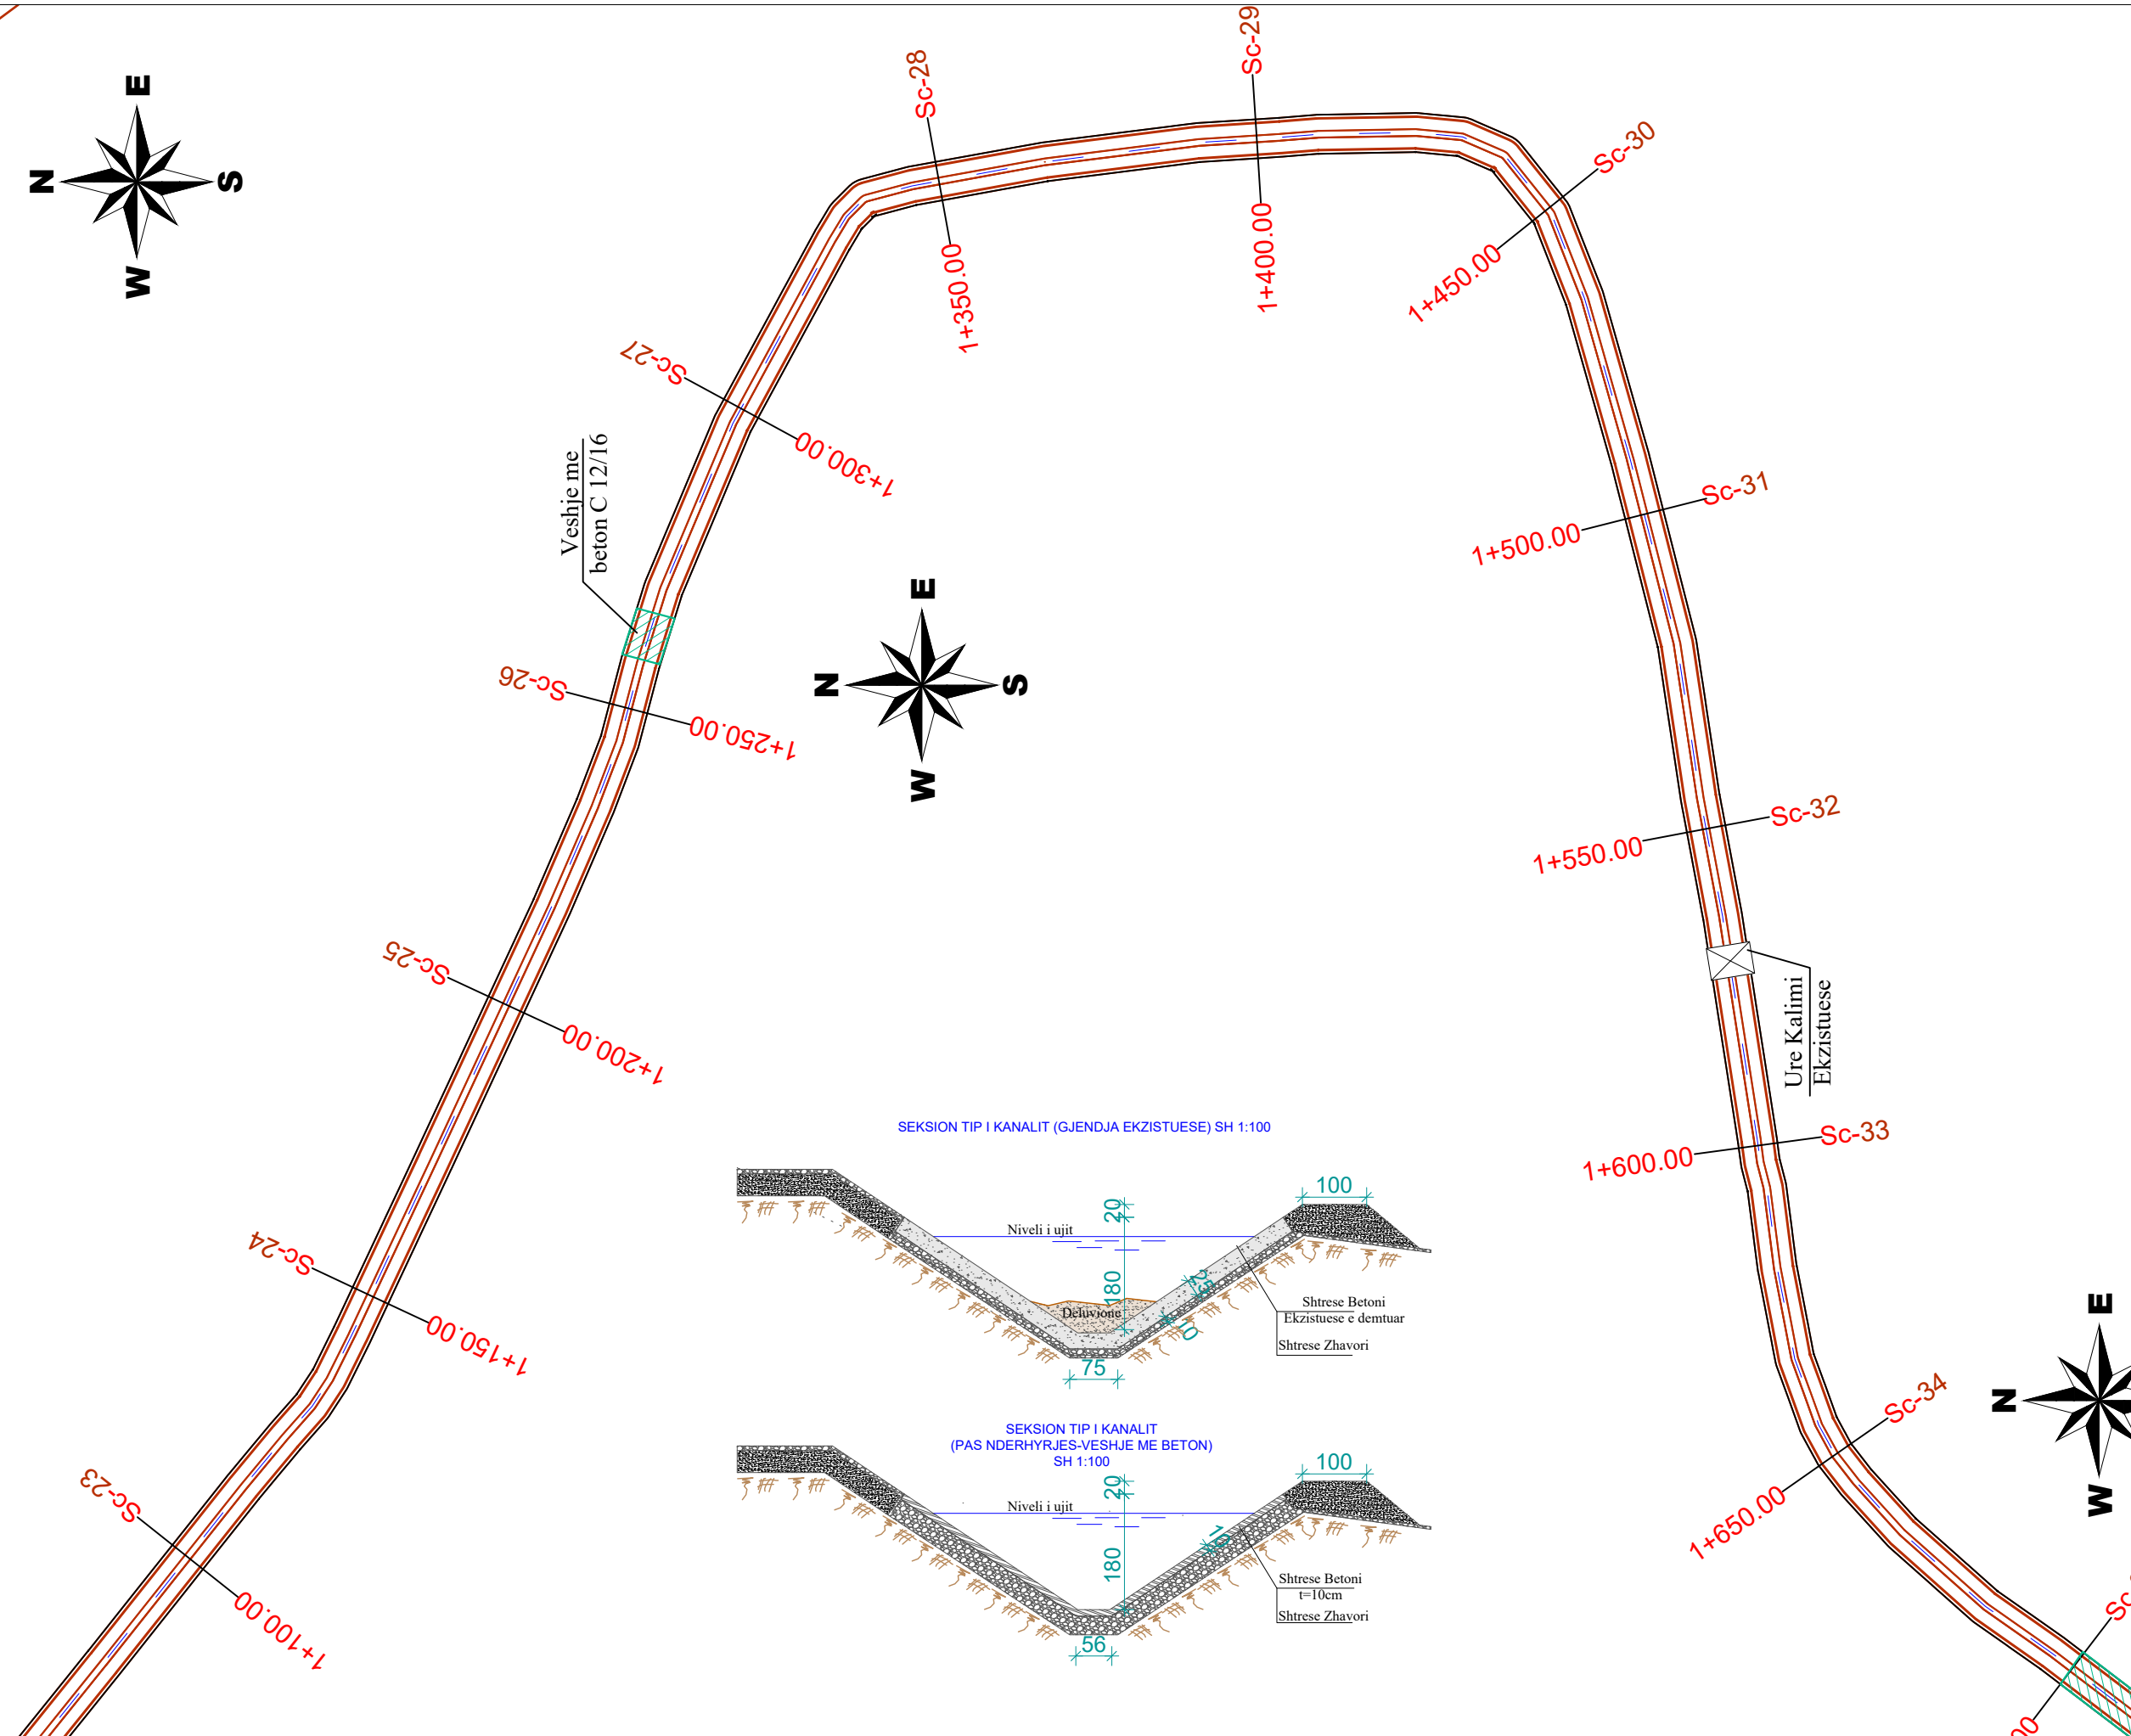 E
N
S
W
Sc-28
1+350.00
Sc-29
1+400.00
Sc-30
1+450.00
Sc-27
1+300.00
Veshje me
beton C 12/16
Sc-31
1+500.00
E
N
S
W
Sc-26
1+250.00
Sc-32
1+550.00
Sc-25
1+200.00
Ure Kalimi
Ekzistuese
Sc-33
1+600.00
SEKSION TIP I KANALIT (GJENDJA EKZISTUESE) SH 1:100
100
20
Niveli i ujit
180
25
Deluvione
10
75
Shtrese Betoni
Ekzistuese e demtuar
Shtrese Zhavori
Sc-24
1+150.00
E
N
W
Sc-34
1+650.00
SEKSION TIP I KANALIT
(PAS NDERHYRJES-VESHJE ME BETON)
SH 1:100
100
20
Niveli i ujit
180
10
56
Shtrese Betoni
t=10cm
Shtrese Zhavori
Sc-23
1+100.00
Sc-
00